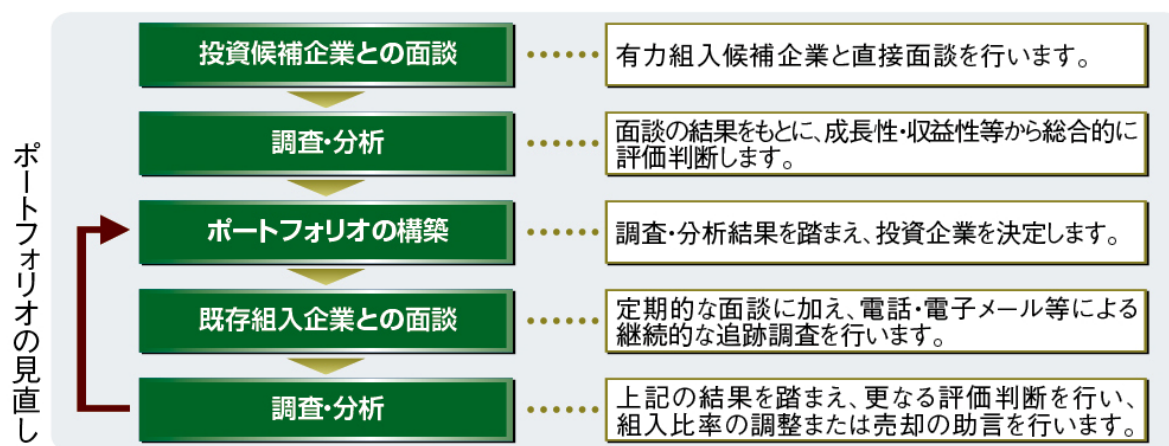 投資候補企業との面談
有力組入候補企業と直接面談を行います。
調査・分析
面談の結果をもとに、成長性・収益性等から総合的に
評価判断します。
ポートフォリオの構築
調査・分析結果を踏まえ、投資企業を決定します。
既存組入企業との面談
定期的な面談に加え、電話・電子メール等による
継続的な追跡調査を行います。
調査・分析
上記の結果を踏まえ、更なる評価判断を行い、
組入比率の調整または売却の助言を行います。
ポートフォリオの見直し